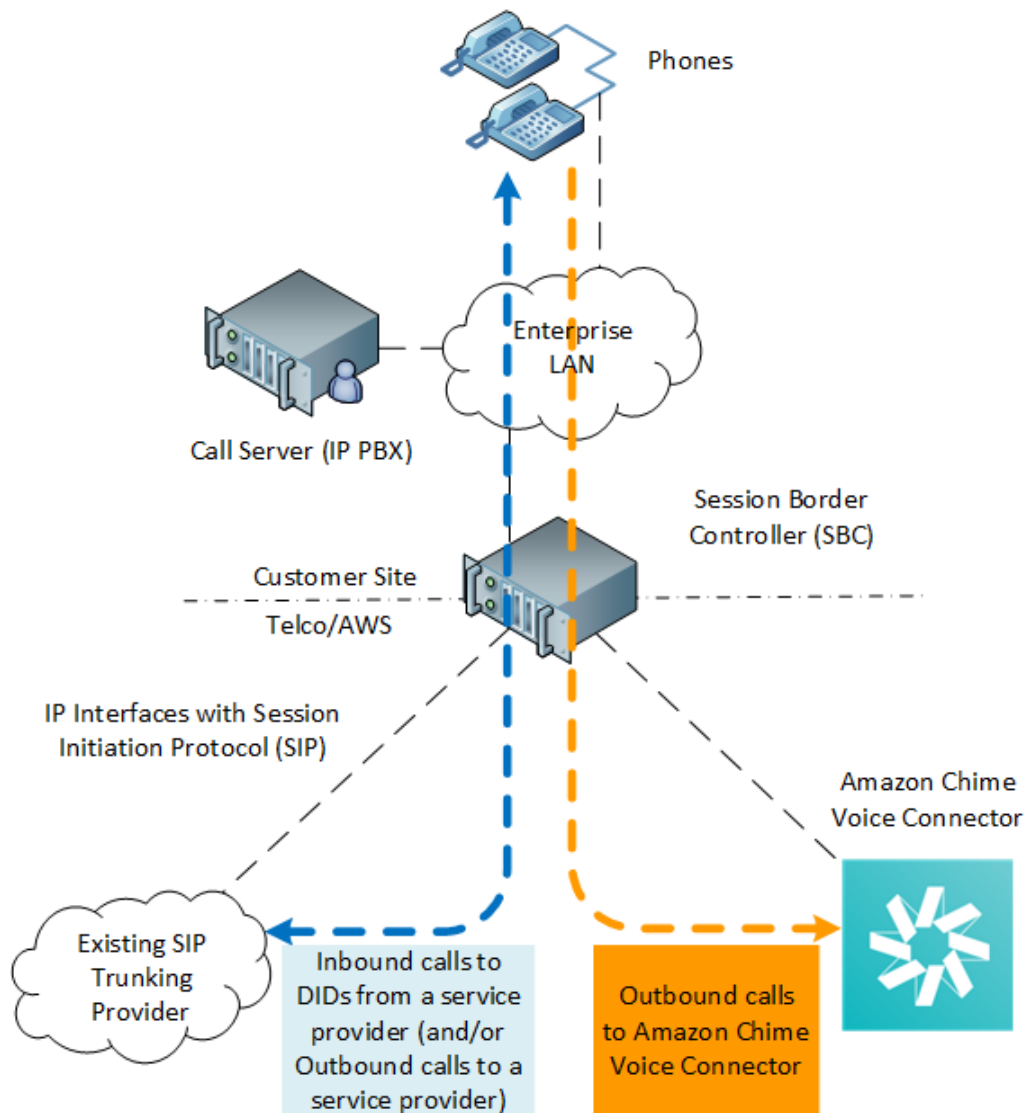 Phones
Enterprise
LAN
Call Server (IP PBX)
Session Border
Controller (SBC)
Customer Site
Telco/AWS
IP Interfaces with Session
Initiation Protocol (SIP)
Amazon Chime
Voice Connector
Existing SIP
Trunking
Provider
Inbound calls to
DIDs from a service
provider (and/or
Outbound calls to a
service provider)
Outbound calls
to Amazon Chime
Voice Connector